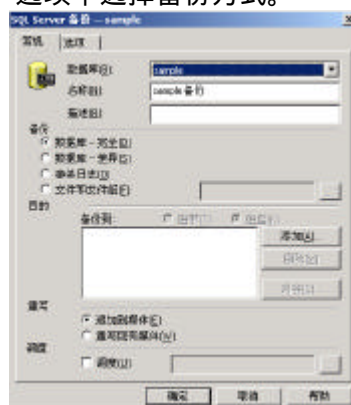 选项卡选择备份方式。
SQL Server 备份 -- sample
常规 选项
数据库(B): sample
名称(N): sample 备份
描述(S):
备份
数据库 - 完全(D)
数据库 - 差异(I)
事务日志(T)
文件和文件组(F):
目的
备份到: 磁带(T) 磁盘(K)
添加(A)...
删除(R)
内容(C)...
重写
追加到媒体(E)
重写现有媒体(W)
调度
调度(U):
确定 取消 帮助